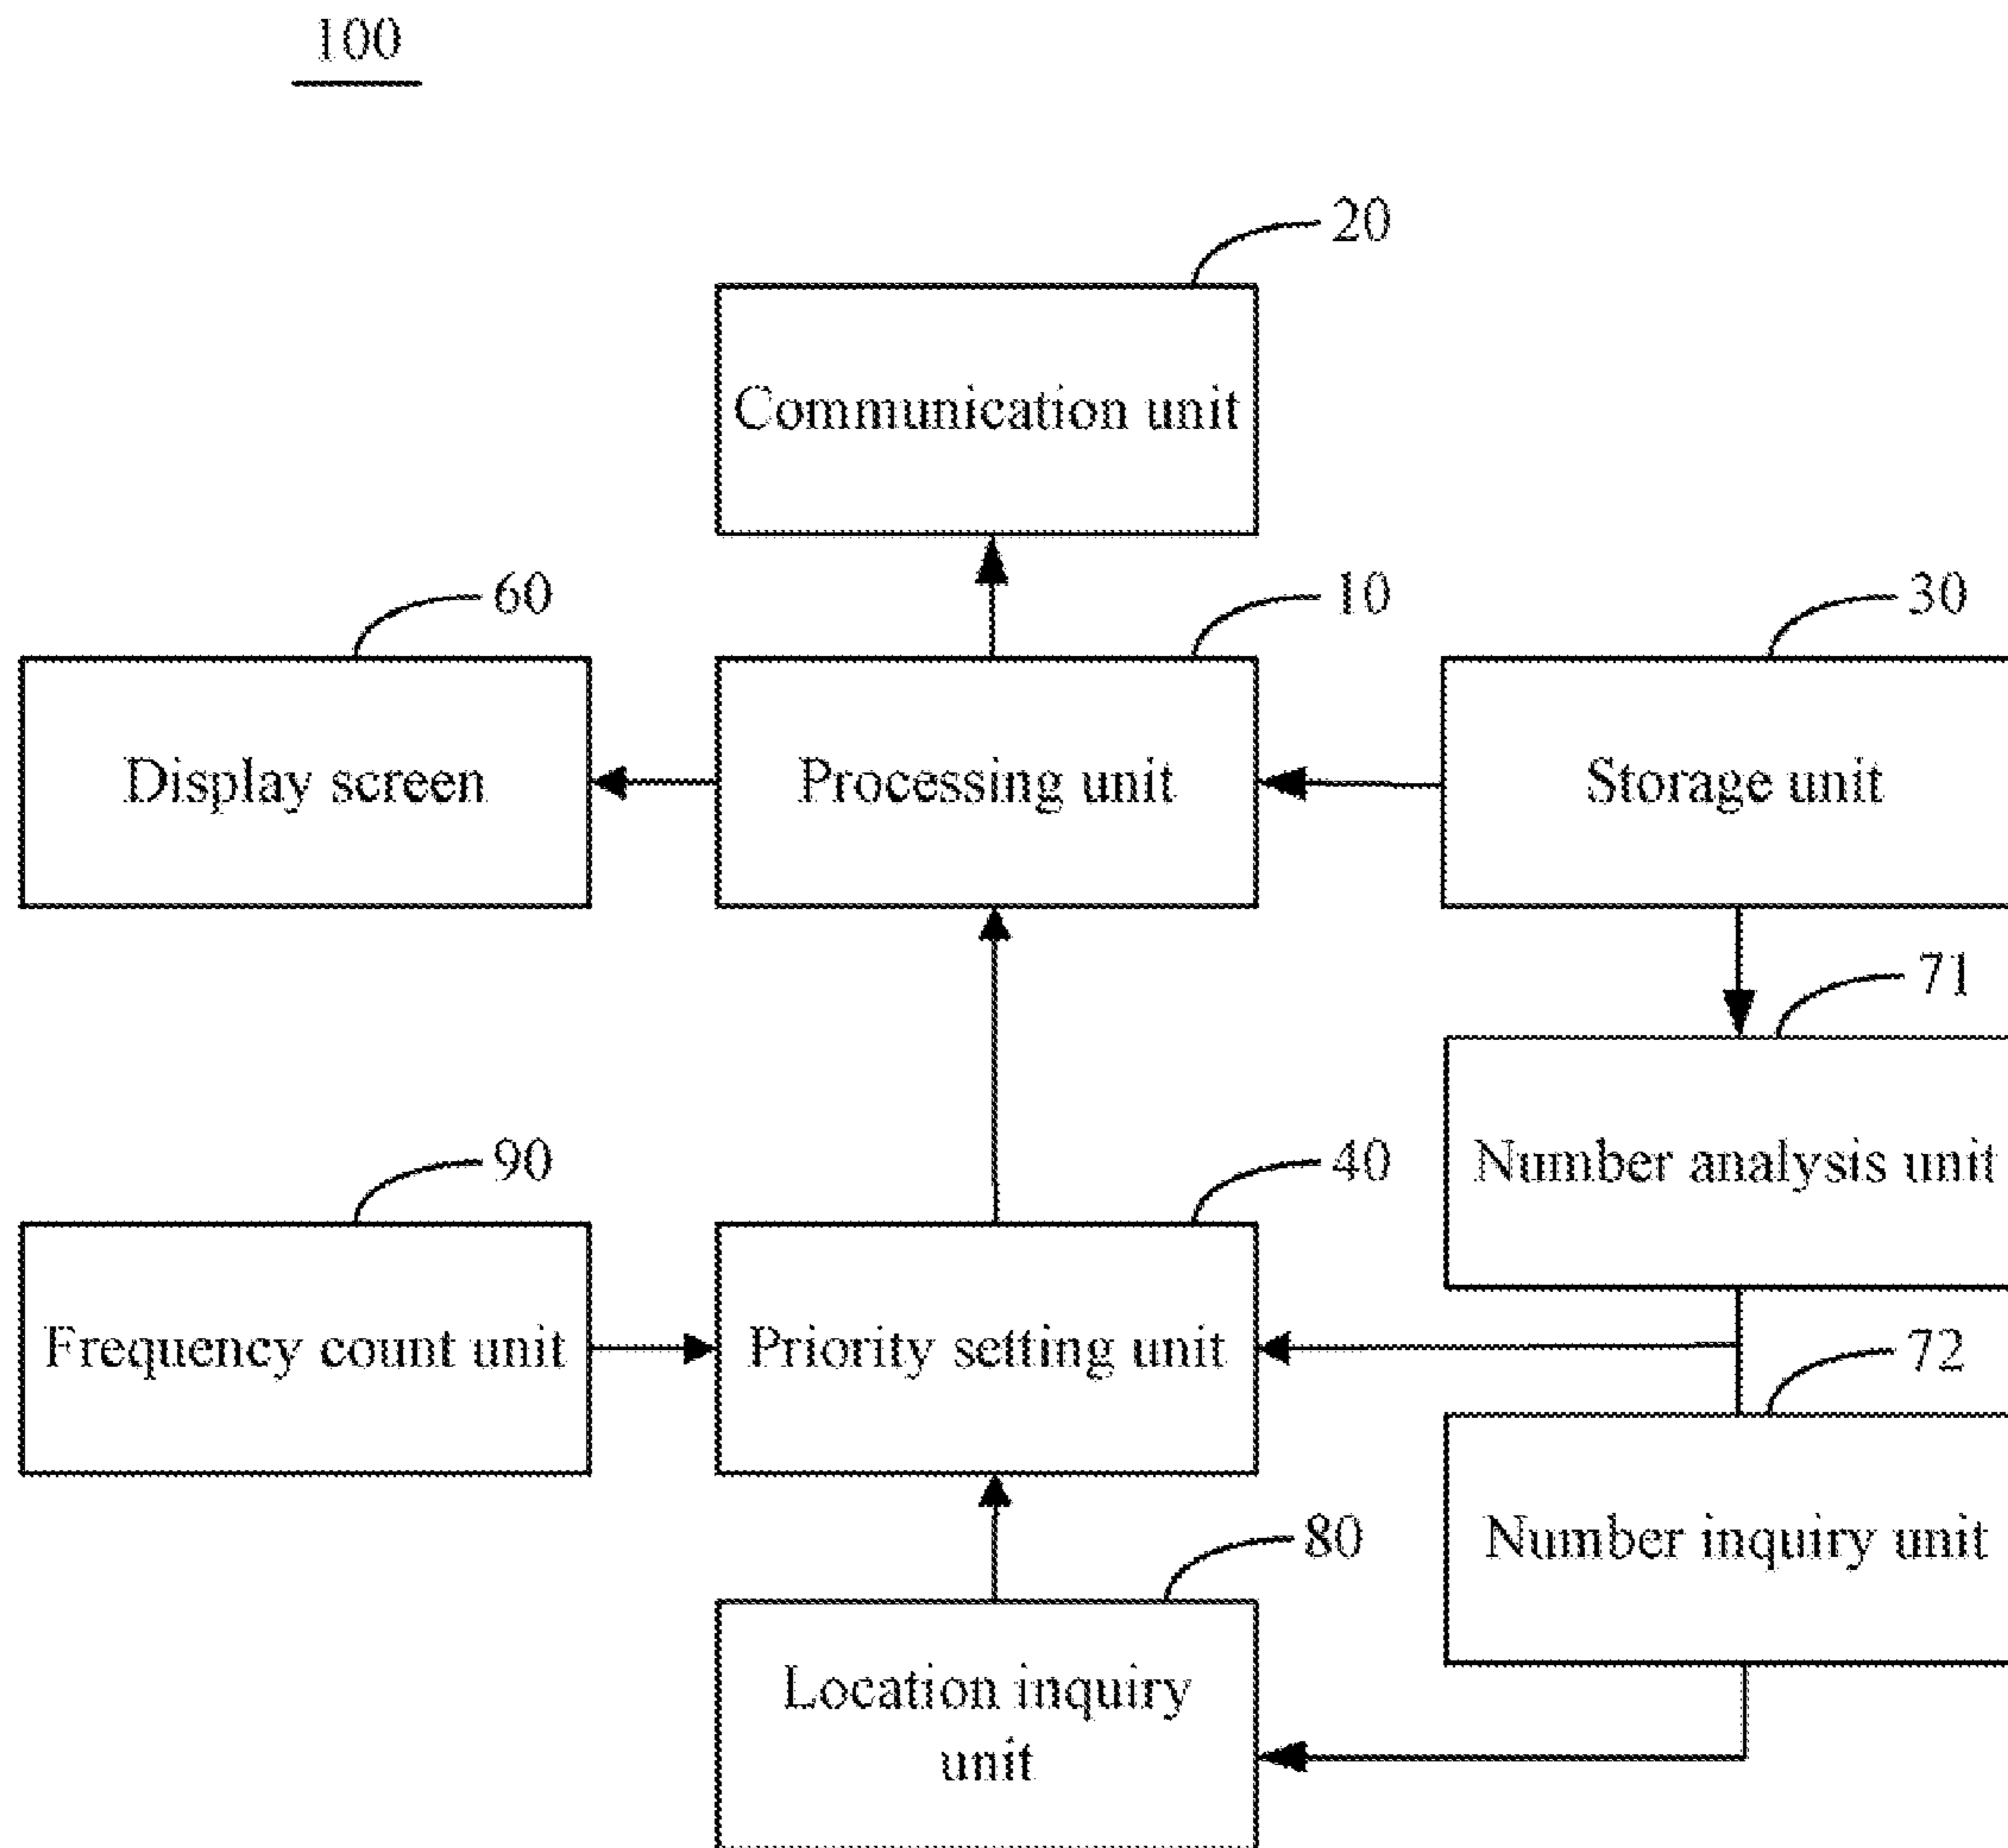 100
20
Communication unit
60
10
30
Display screen
Processing unit
Storage unit
71
Number analysis unit
90
40
Frequency count unit
Priority setting unit
72
Number inquiry unit
80
Location inquiry
unit